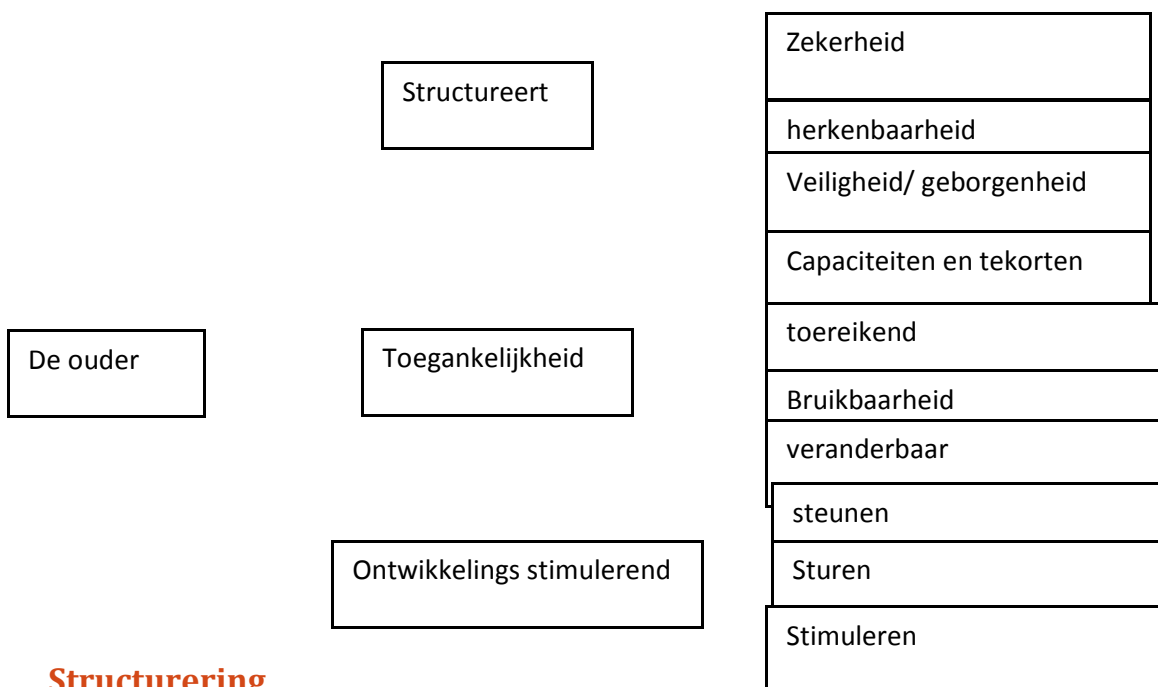 Zekerheid
Structureert
herkenbaarheid
Veiligheid/ geborgenheid
Capaciteiten en tekorten
toereikend
De ouder
Toegankelijkheid
Bruikbaarheid
veranderbaar
steunen
Ontwikkelings stimulerend
Sturen
Stimuleren
Structurering